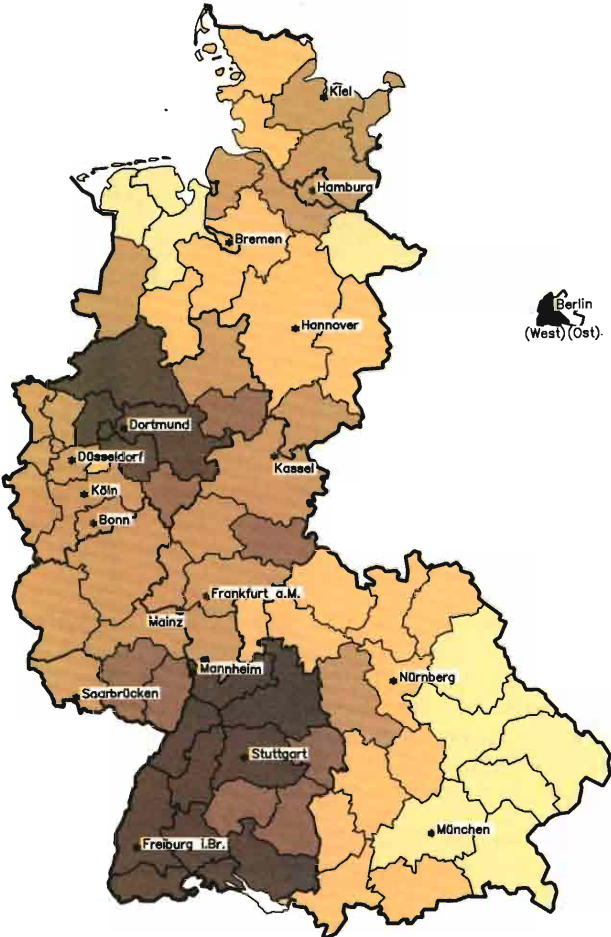 Kiel
Hamburg
Bremen
Hannover
Berlin
(West) (Ost).
Dortmund
Düsseldorf
Kassel
Köln
Bonn
Frankfurt a.M.
Mainz
Mannheim
Saarbrücken
Nürnberg
Stuttgart
München
Freiburg i.Br.